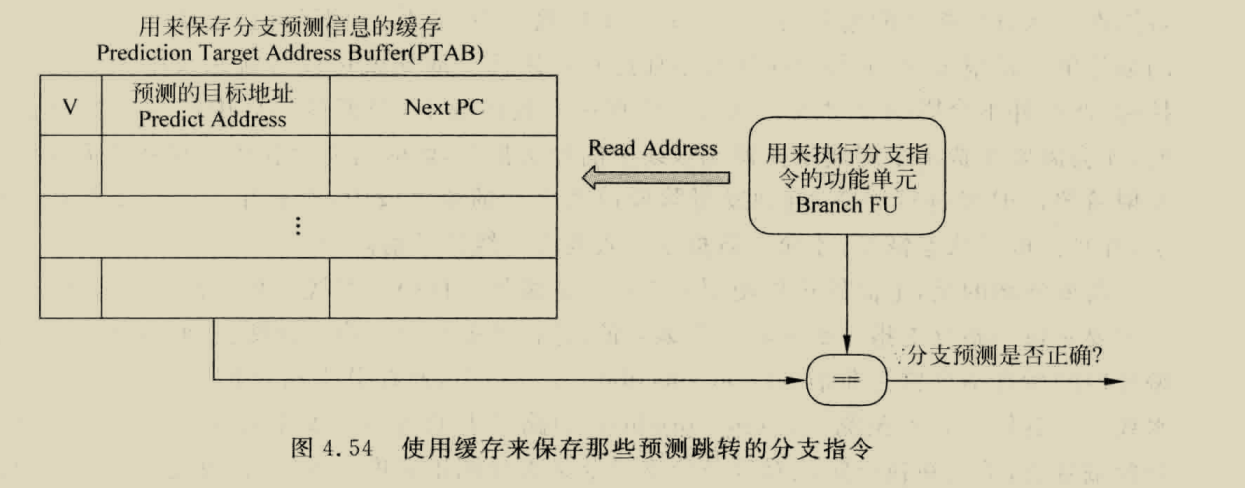 用来保存分支预测信息的缓存
Prediction Target Address Buffer(PTAB)
V
预测的目标地址
Predict Address
Next PC
⋮
Read Address
用来执行分支指
令的功能单元
Branch FU
==
分支预测是否正确?
图 4.54 使用缓存来保存那些预测跳转的分支指令